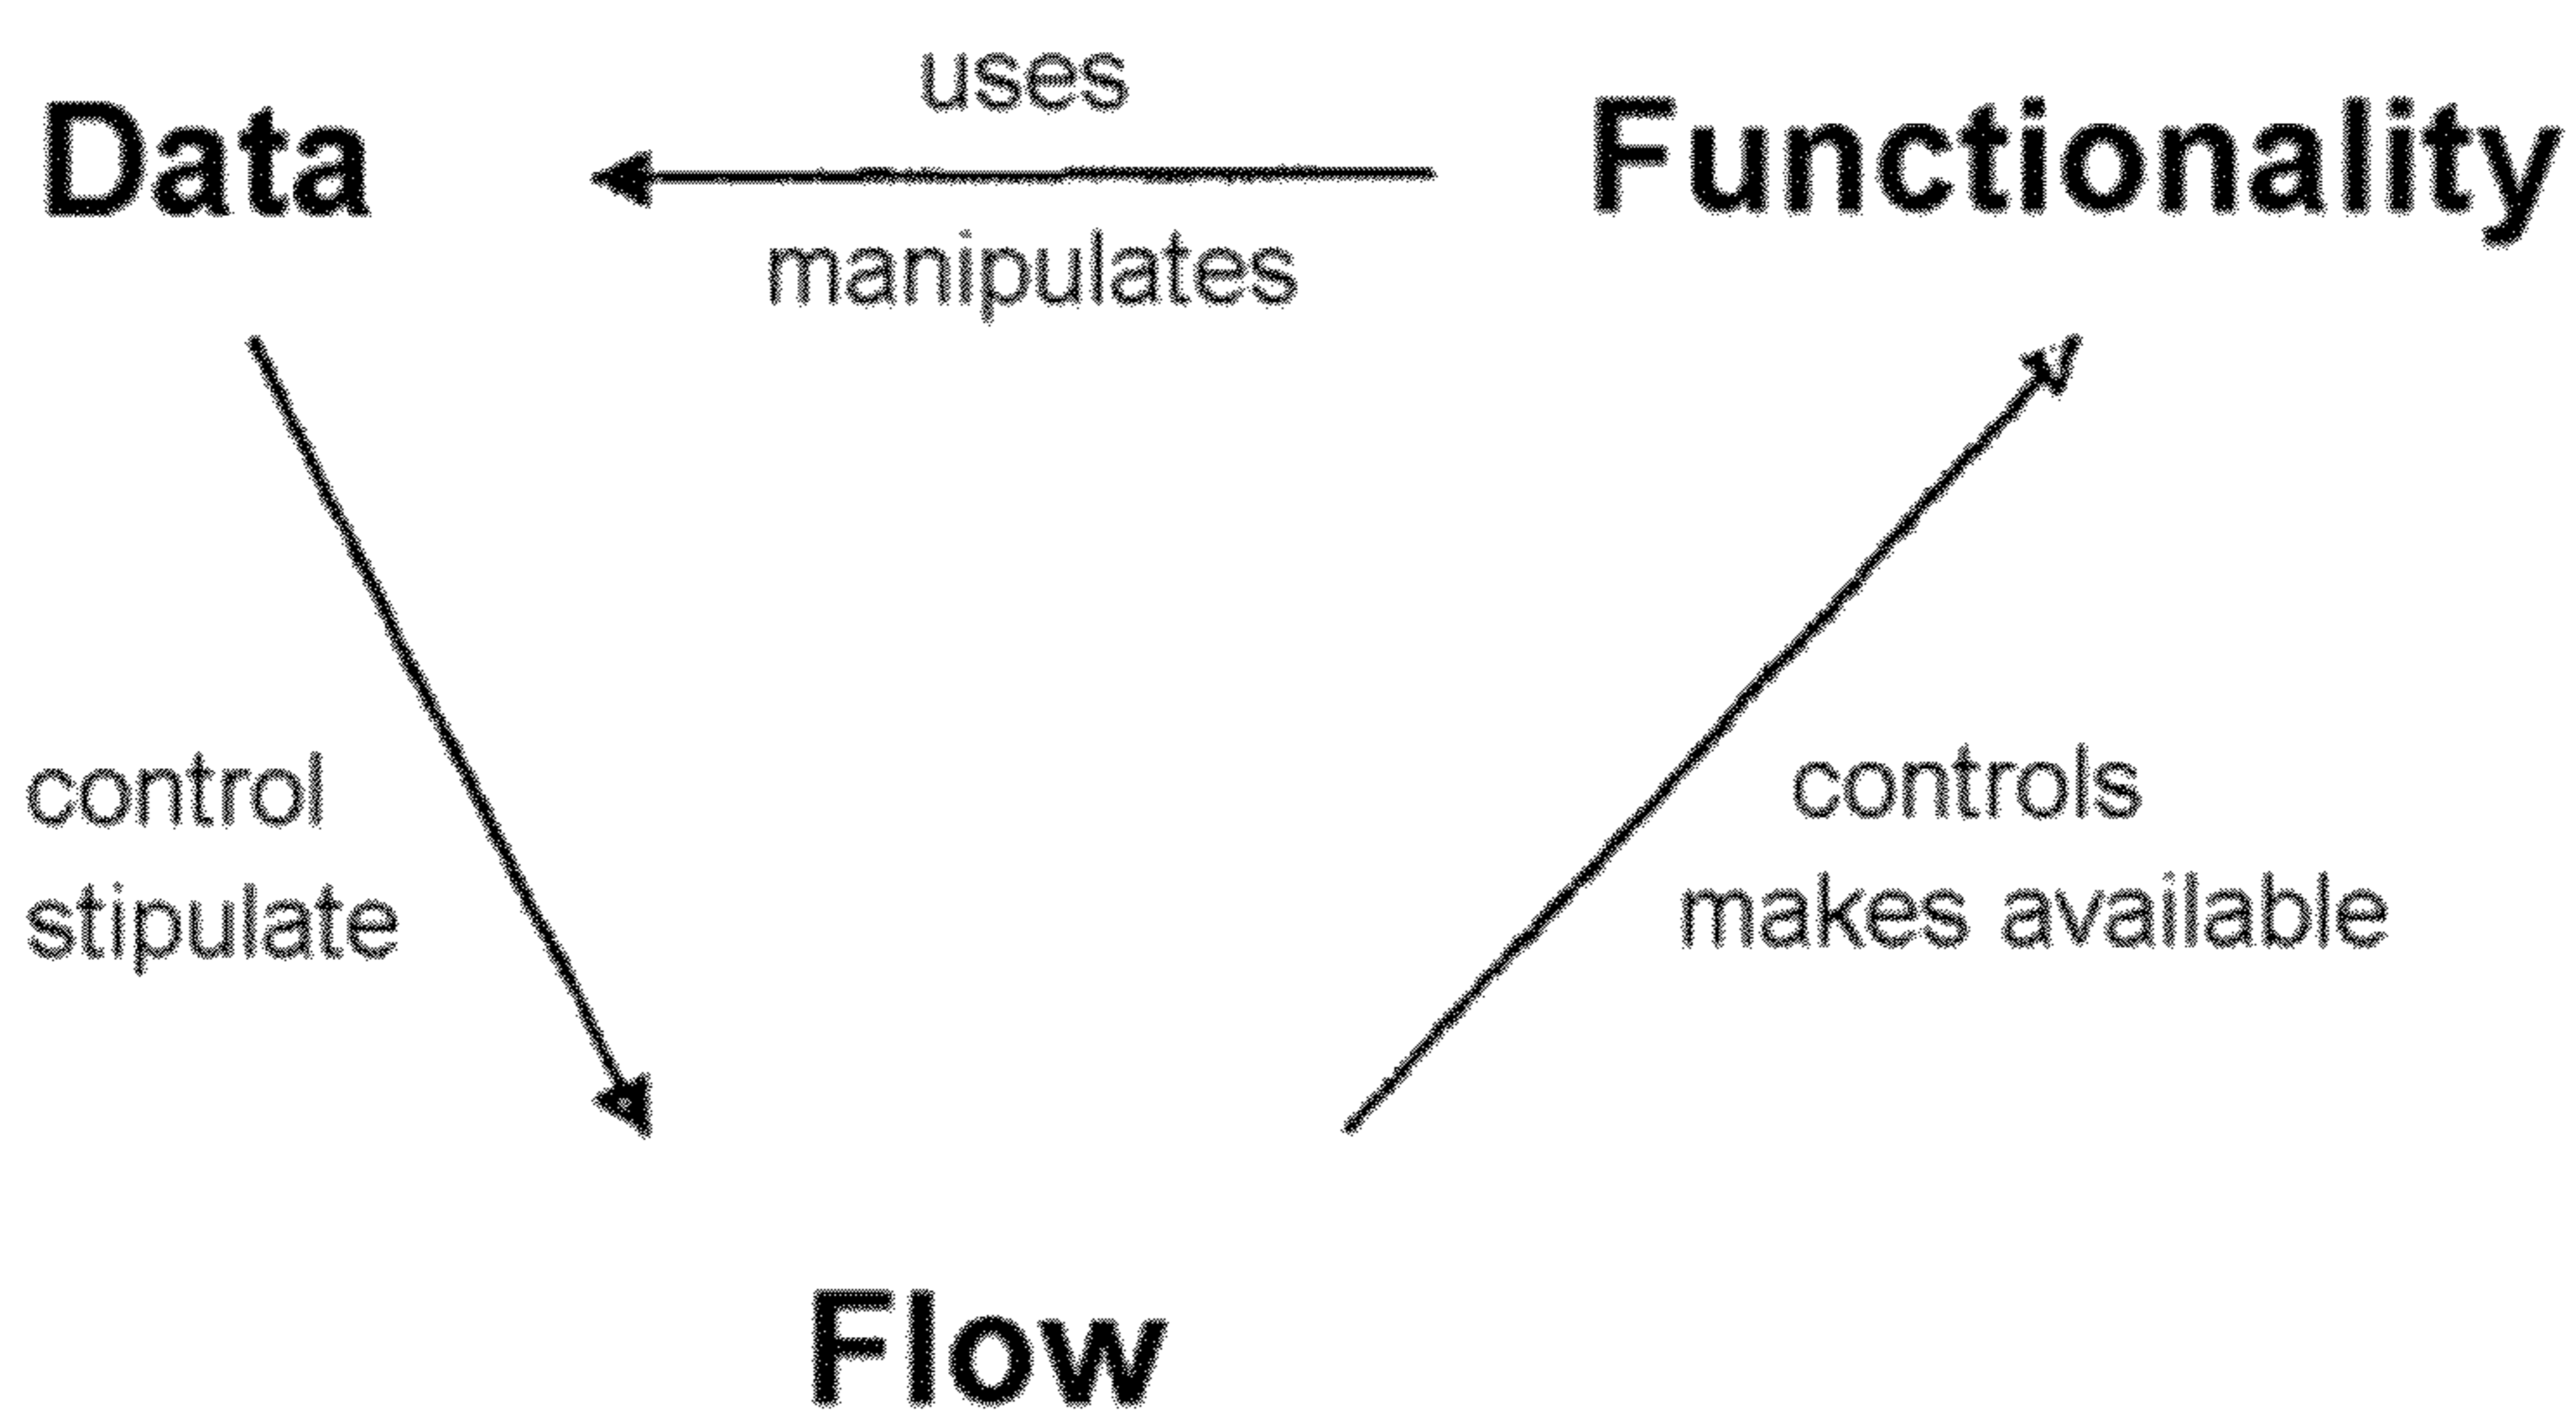 uses
Data
Functionality
manipulates
control
stipulate
controls
makes available
Flow